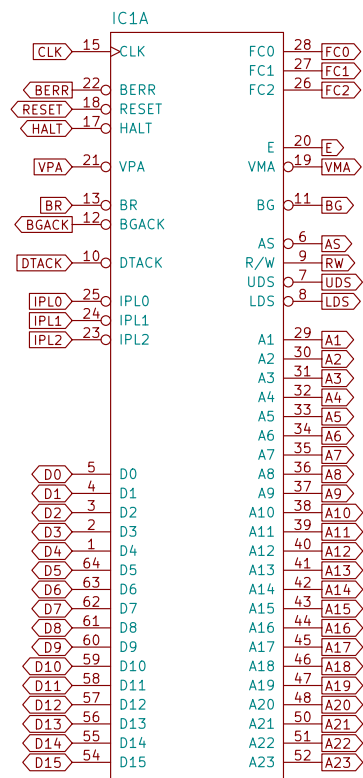 IC1A
CLK 15 CLK FC0 28 FC0
FC1 27 FC1
BERR 22 BERR FC2 26 FC2
RESET 18 RESET
HALT 17 HALT
E 20 E
VPA 21 VPA VMA 19 VMA
BR 13 BR BG 11 BG
BGACK 12 BGACK
AS 6 AS
DTACK 10 DTACK R/W 9 RW
UDS 7 UDS
IPL0 25 IPL0 LDS 8 LDS
IPL1 24 IPL1
IPL2 23 IPL2 A1 29 A1
A2 30 A2
A3 31 A3
A4 32 A4
A5 33 A5
A6 34 A6
A7 35 A7
D0 5 D0 A8 36 A8
D1 4 D1 A9 37 A9
D2 3 D2 A10 38 A10
D3 2 D3 A11 39 A11
D4 1 D4 A12 40 A12
D5 64 D5 A13 41 A13
D6 63 D6 A14 42 A14
D7 62 D7 A15 43 A15
D8 61 D8 A16 44 A16
D9 60 D9 A17 45 A17
D10 59 D10 A18 46 A18
D11 58 D11 A19 47 A19
D12 57 D12 A20 48 A20
D13 56 D13 A21 50 A21
D14 55 D14 A22 51 A22
D15 54 D15 A23 52 A23